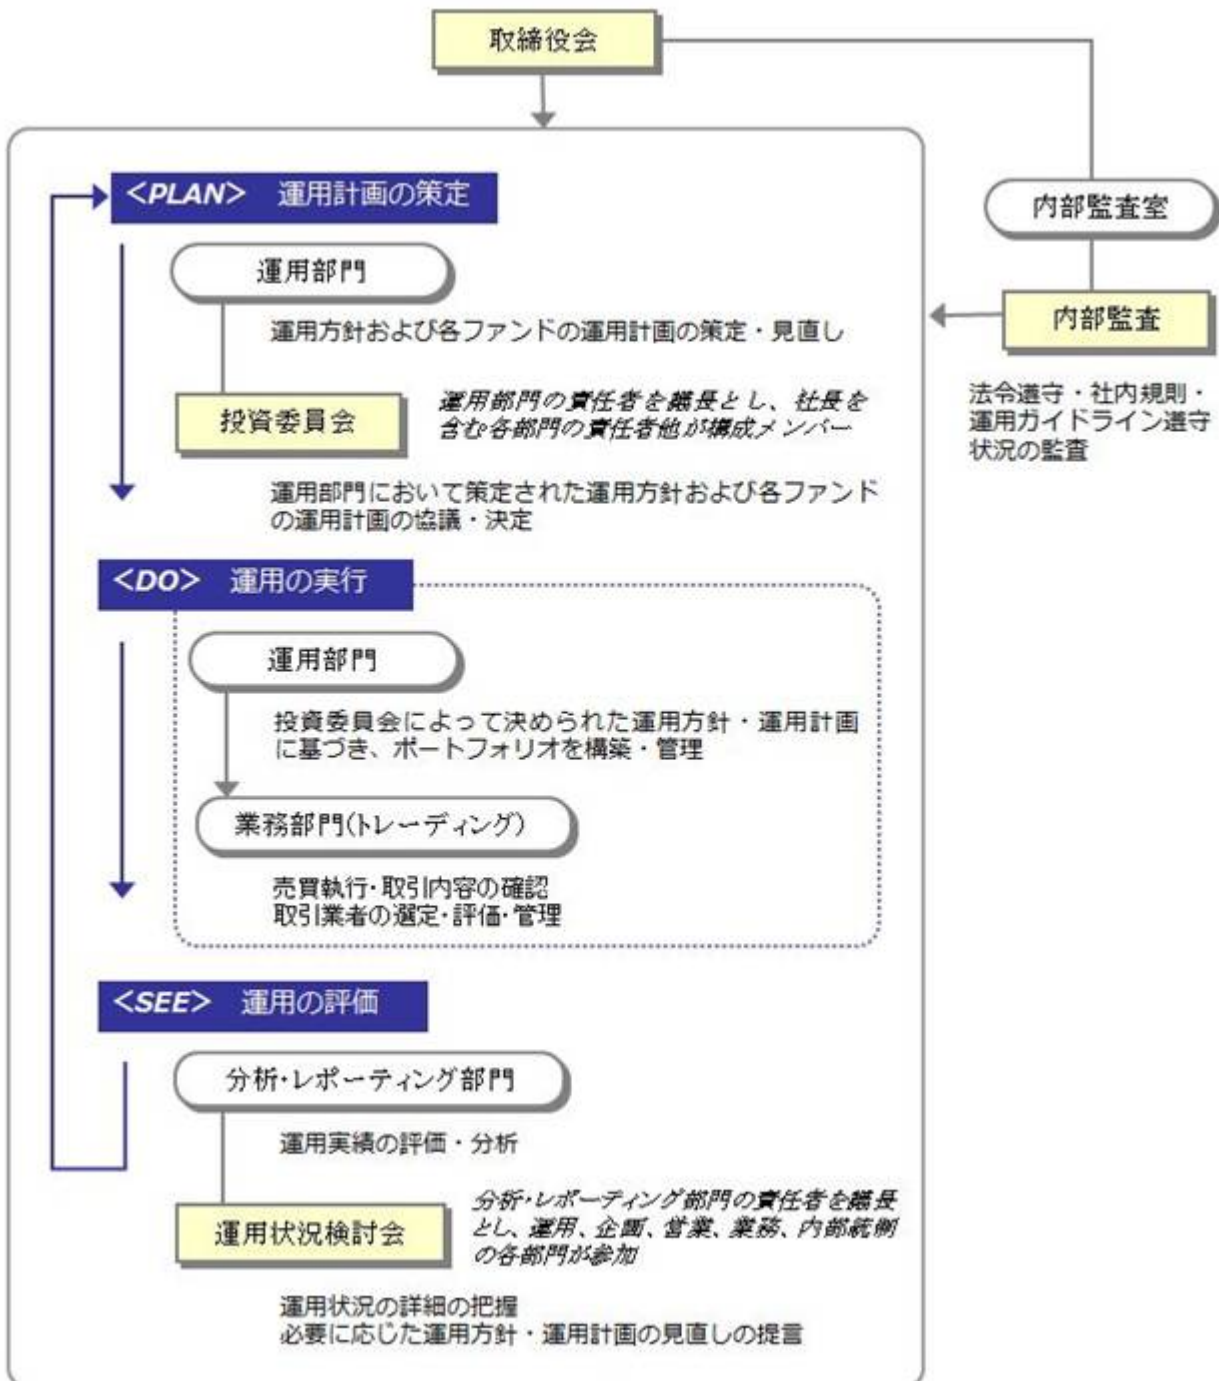 取締役会
<PLAN> 運用計画の策定
運用部門
運用方針および各ファンドの運用計画の策定・見直し
投資委員会
運用部門の責任者を議長とし、社長を
含む各部門の責任者他が構成メンバー
運用部門において策定された運用方針および各ファンド
の運用計画の協議・決定
<DO> 運用の実行
運用部門
投資委員会によって決められた運用方針・運用計画
に基づき、ポートフォリオを構築・管理
業務部門(トレーディング)
売買執行・取引内容の確認
取引業者の選定・評価・管理
<SEE> 運用の評価
分析・レポーティング部門
運用実績の評価・分析
運用状況検討会
分析・レポーティング部門の責任者を議長
とし、運用、企画、営業、業務、内部統制
の各部門が参加
運用状況の詳細の把握
必要に応じた運用方針・運用計画の見直しの提言
内部監査室
内部監査
法令遵守・社内規則・
運用ガイドライン遵守
状況の監査